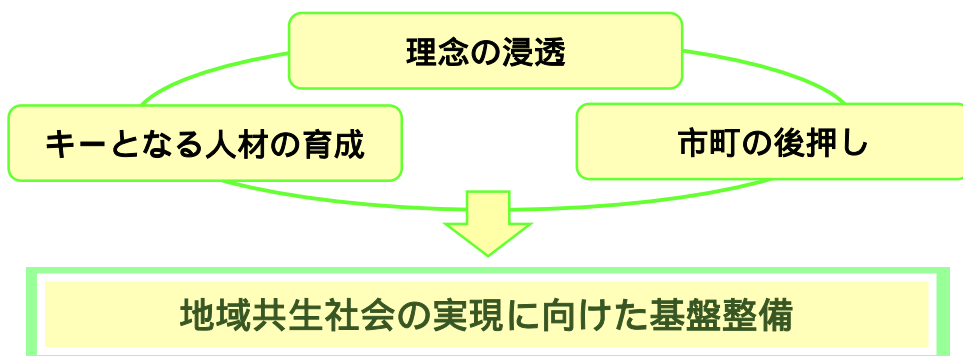 理念の浸透
キーとなる人材の育成
市町の後押し
地域共生社会の実現に向けた基盤整備